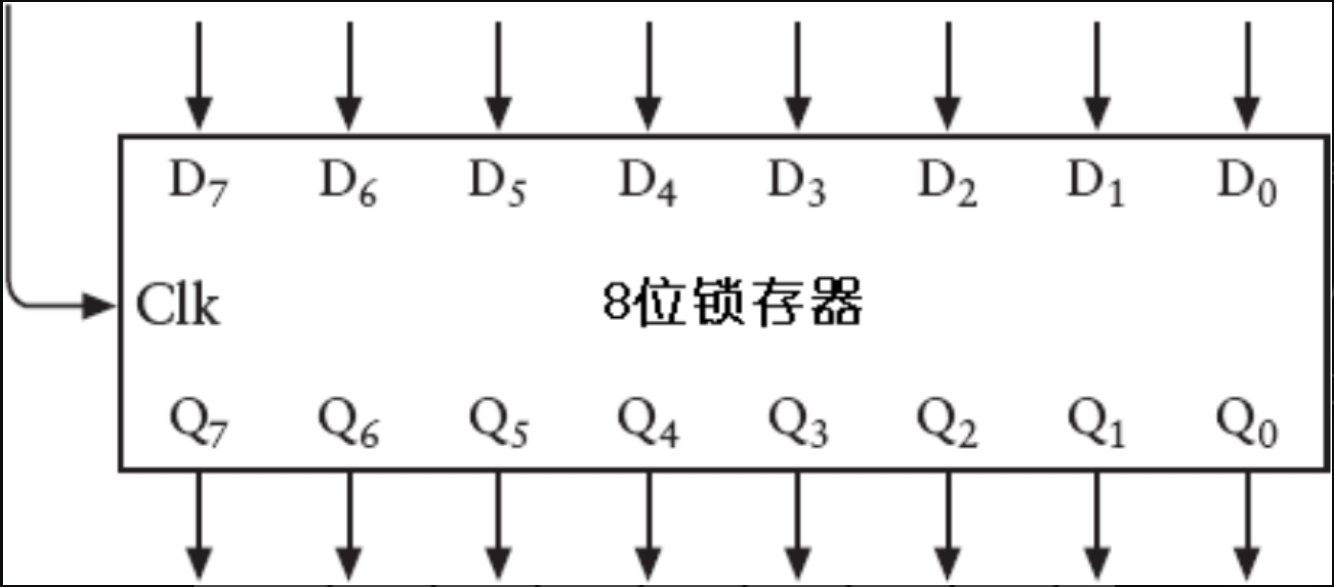 D₇ D₆ D₅ D₄ D₃ D₂ D₁ D₀
Clk 8位锁存器
Q₇ Q₆ Q₅ Q₄ Q₃ Q₂ Q₁ Q₀